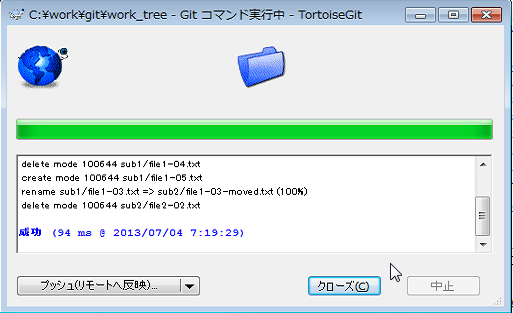 C:¥work¥git¥work_tree - Git コマンド実行中 - TortoiseGit
delete mode 100644 sub1/file1-04.txt
create mode 100644 sub1/file1-05.txt
rename sub1/file1-03.txt => sub2/file1-03-moved.txt (100%)
delete mode 100644 sub2/file2-02.txt
成功 (94 ms @ 2013/07/04 7:19:29)
プッシュ(リモートへ反映)...
クローズ(C)
中止